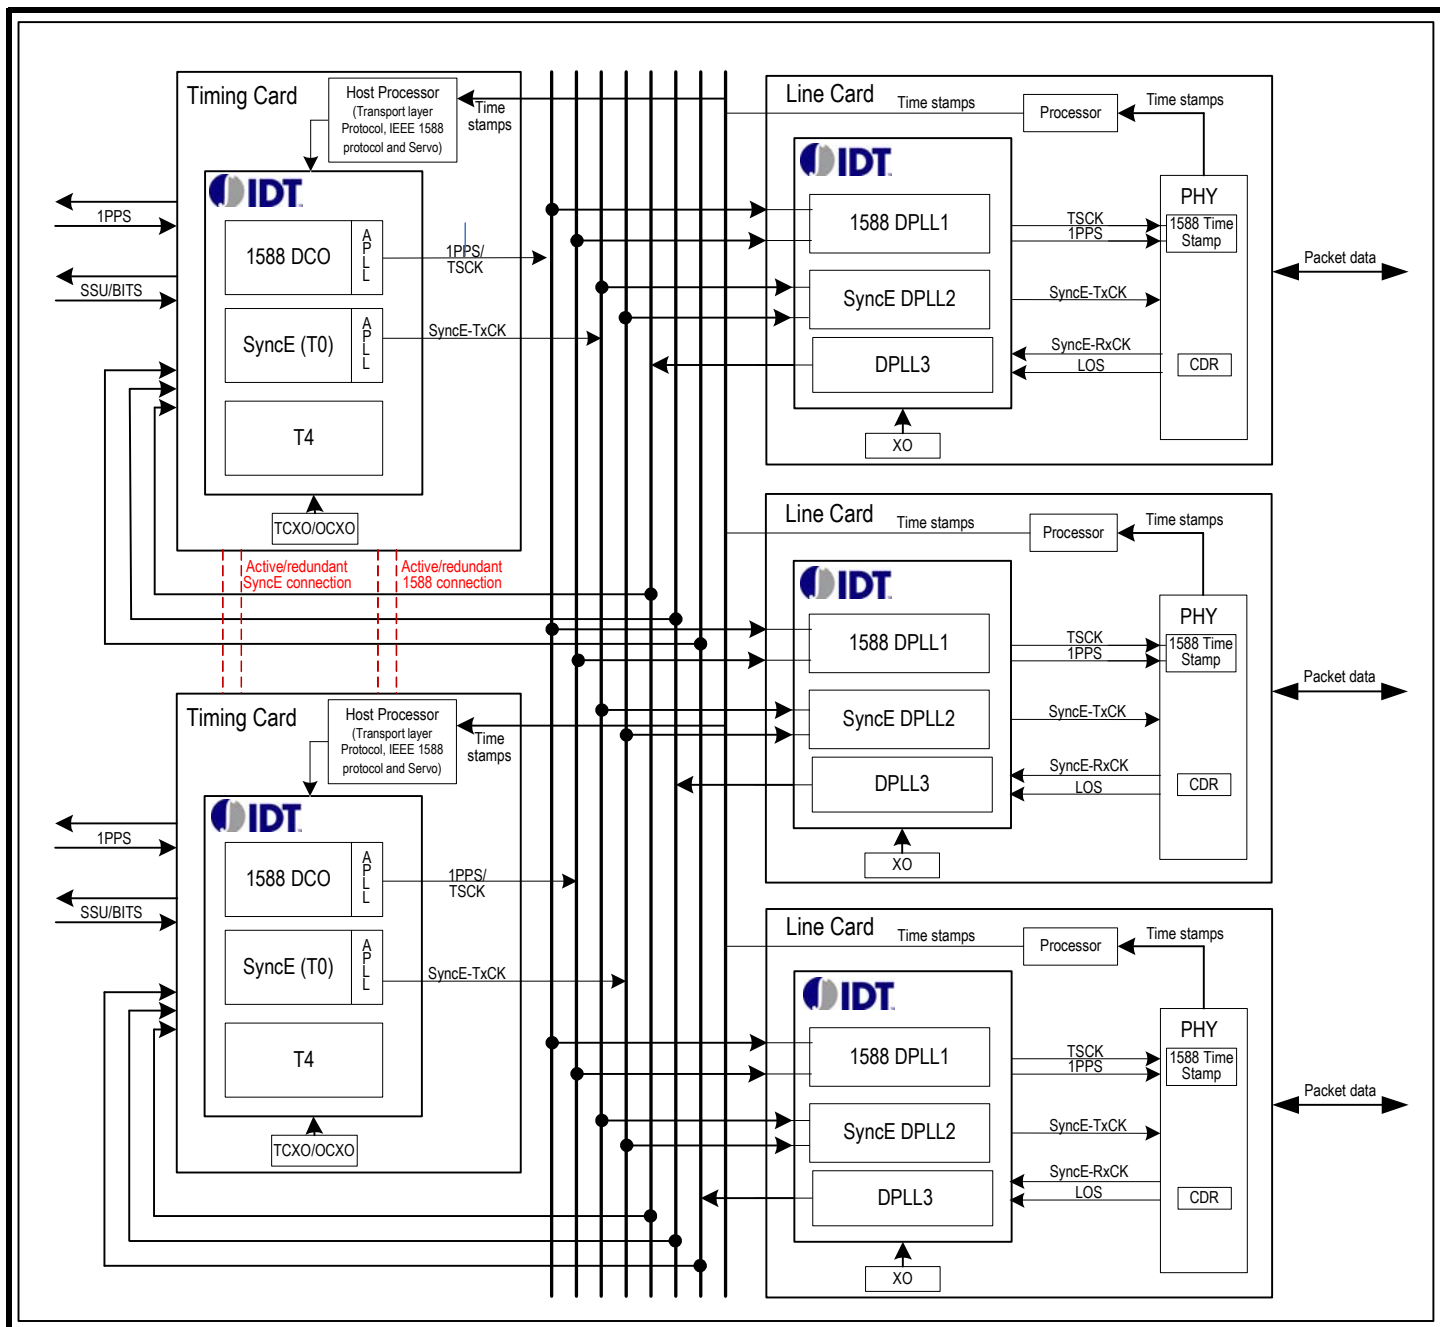 Timing Card
Host Processor
(Transport layer
Protocol, IEEE 1588
protocol and Servo)
Time
stamps
IDT
1588 DCO
APLL
1PPS/
TSCK
SyncE (T0)
APLL
SyncE-TxCK
T4
TCXO/OCXO
1PPS
SSU/BITS
Active/redundant
SyncE connection
Active/redundant
1588 connection
Timing Card
Host Processor
(Transport layer
Protocol, IEEE 1588
protocol and Servo)
Time
stamps
IDT
1588 DCO
APLL
1PPS/
TSCK
SyncE (T0)
APLL
SyncE-TxCK
T4
TCXO/OCXO
1PPS
SSU/BITS
Line Card
Time stamps
Processor
Time stamps
IDT
1588 DPLL1
SyncE DPLL2
DPLL3
XO
TSCK
1PPS
SyncE-TxCK
SyncE-RxCK
LOS
PHY
1588 Time
Stamp
CDR
Packet data
Line Card
Time stamps
Processor
Time stamps
IDT
1588 DPLL1
SyncE DPLL2
DPLL3
XO
TSCK
1PPS
SyncE-TxCK
SyncE-RxCK
LOS
PHY
1588 Time
Stamp
CDR
Packet data
Line Card
Time stamps
Processor
Time stamps
IDT
1588 DPLL1
SyncE DPLL2
DPLL3
XO
TSCK
1PPS
SyncE-TxCK
SyncE-RxCK
LOS
PHY
1588 Time
Stamp
CDR
Packet data